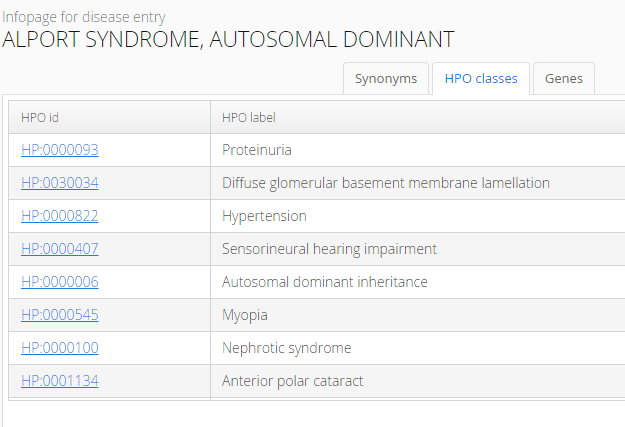 Infopage for disease entry
ALPORT SYNDROME, AUTOSOMAL DOMINANT
Synonyms HPO classes Genes
HPO id HPO label
HP:0000093 Proteinuria
HP:0030034 Diffuse glomerular basement membrane lamellation
HP:0000822 Hypertension
HP:0000407 Sensorineural hearing impairment
HP:0000006 Autosomal dominant inheritance
HP:0000545 Myopia
HP:0000100 Nephrotic syndrome
HP:0001134 Anterior polar cataract